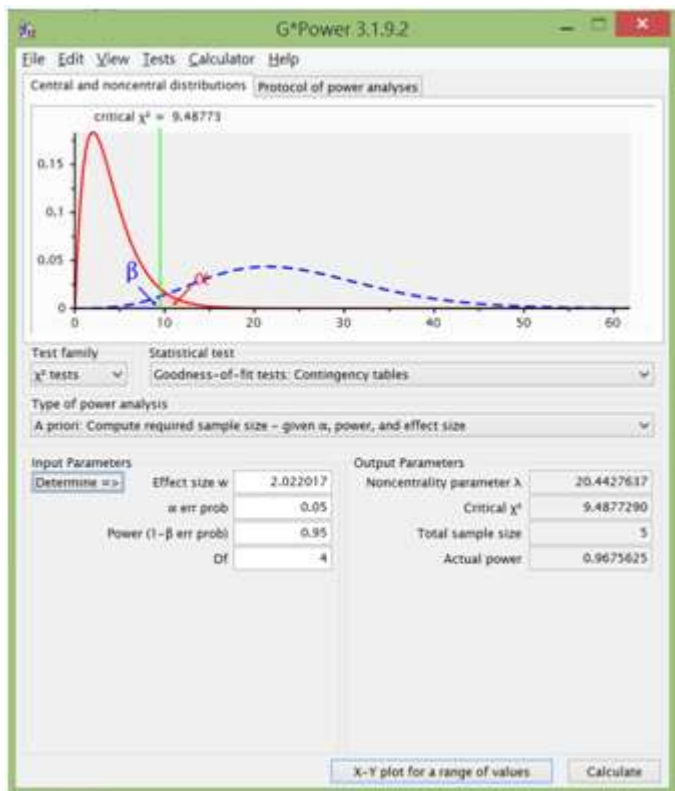 G*Power 3.1.9.2
File Edit View Tests Calculator Help
Central and noncentral distributions Protocol of power analyses
critical χ² = 9.48773
0.15
0.1
0.05
0
β α
0 10 20 30 40 50 60
Test family Statistical test
χ² tests Goodness-of-fit tests: Contingency tables
Type of power analysis
A priori: Compute required sample size - given α, power, and effect size
Input Parameters Output Parameters
Determine => Effect size w 2.022017 Noncentrality parameter λ 20.4427637
α err prob 0.05 Critical χ² 9.4877290
Power (1-β err prob) 0.95 Total sample size 5
Df 4 Actual power 0.9675625
X-Y plot for a range of values Calculate